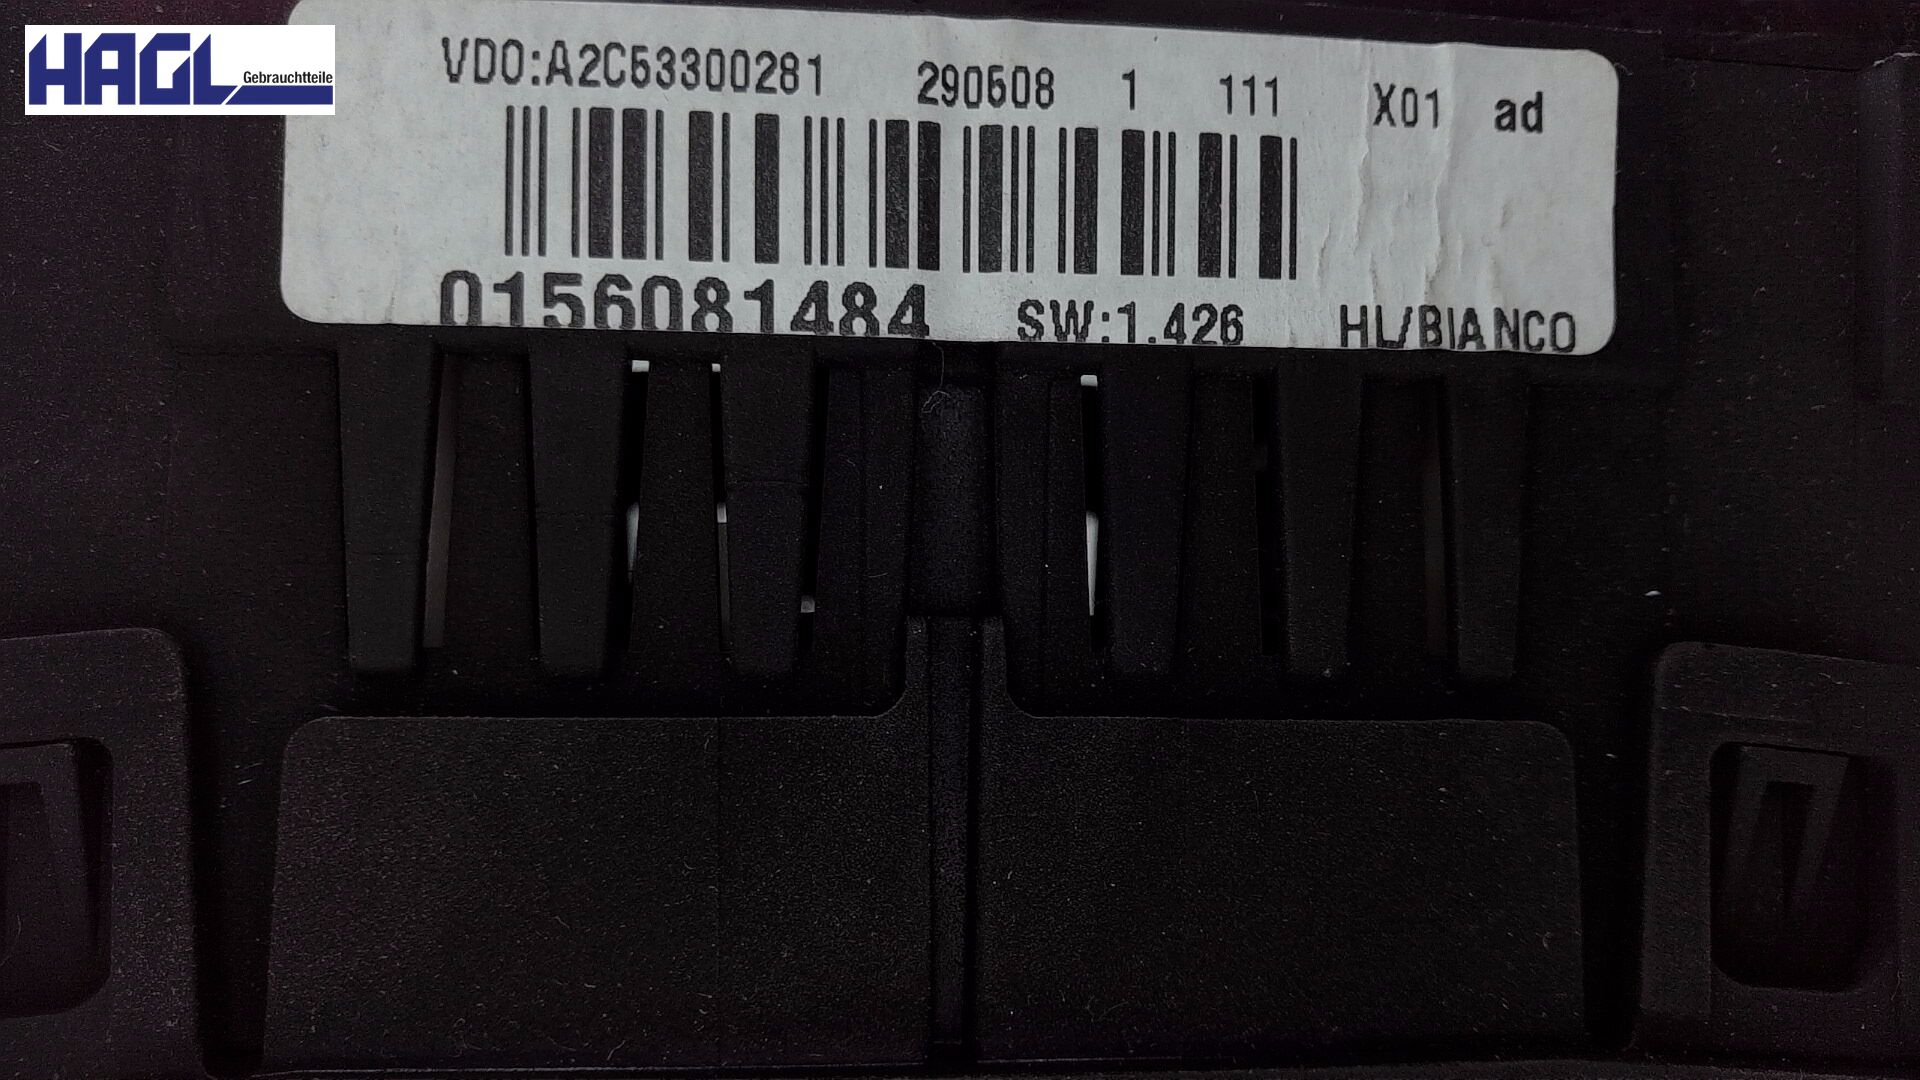 HAGL Gebrauchtteile
VDO:A2C53300281 290608 1 111 X01 ad
0156081484 SW:1.426 HL/BIANCO